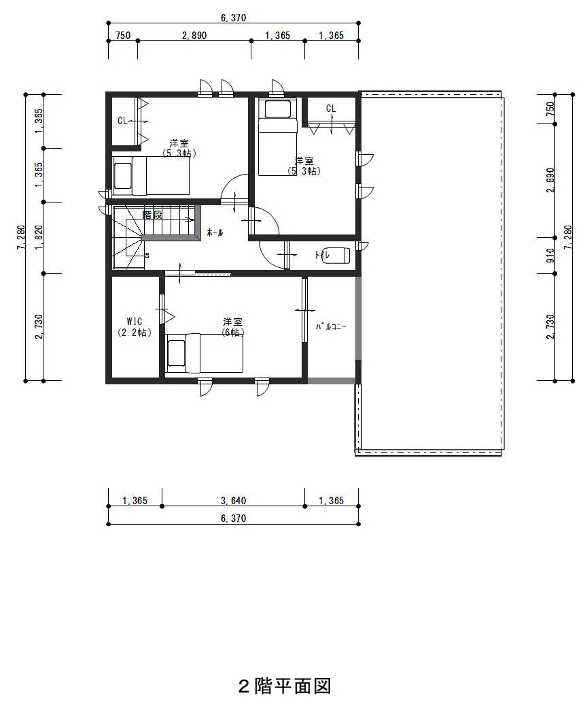 6,370
750 2,890 1,365 1,365
CL
CL
洋室
(5.3帖)
洋室
(5.3帖)
階段
ホール
トイレ
WIC
(2.2帖)
洋室
(6帖)
バルコニー
7,280
1,365
1,365
1,820
2,730
750
2,890
910
2,730
7,280
1,365 3,640 1,365
6,370
2階平面図